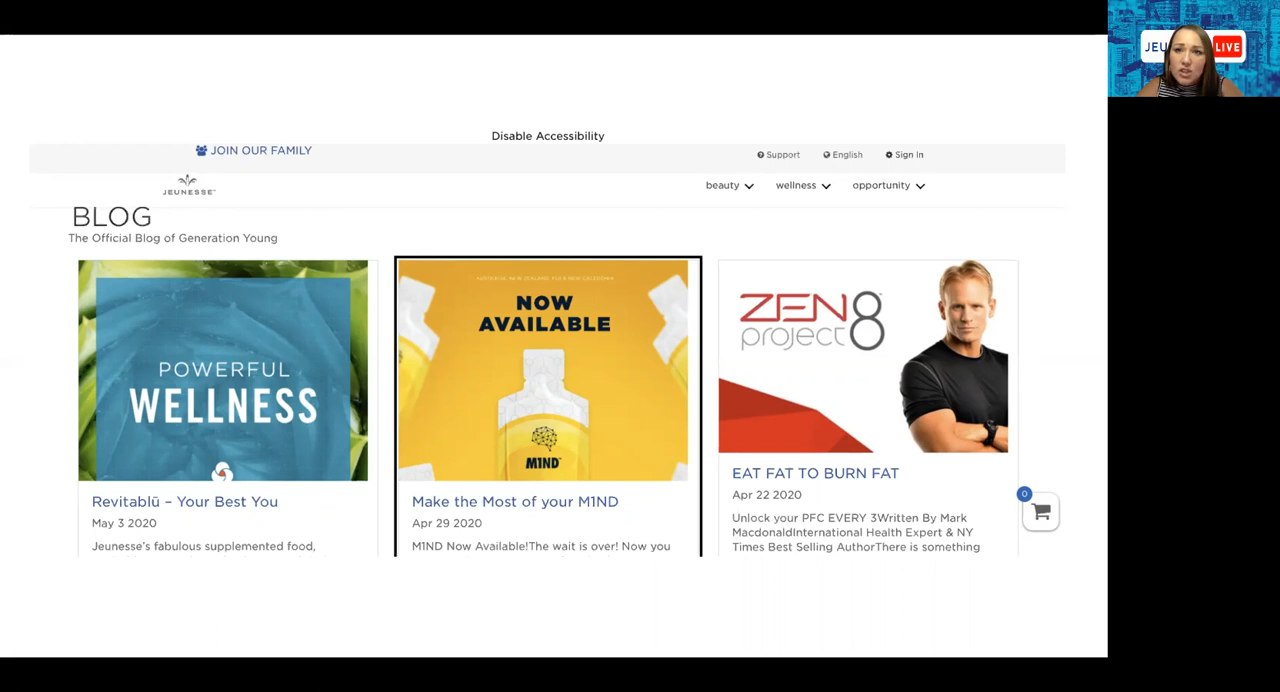 JEU
LIVE
Disable Accessibility
JOIN OUR FAMILY
Support
English
Sign In
JEUNESSE
beauty
wellness
opportunity
BLOG
The Official Blog of Generation Young
POWERFUL
WELLNESS
Revitablū – Your Best You
May 3 2020
Jeunesse's fabulous supplemented food,
NOW
AVAILABLE
M1ND™
Make the Most of your M1ND
Apr 29 2020
M1ND Now Available!The wait is over! Now you
ZEN8
project
EAT FAT TO BURN FAT
Apr 22 2020
Unlock your PFC EVERY 3Written By Mark
MacdonaldInternational Health Expert & NY
Times Best Selling AuthorThere is something
0